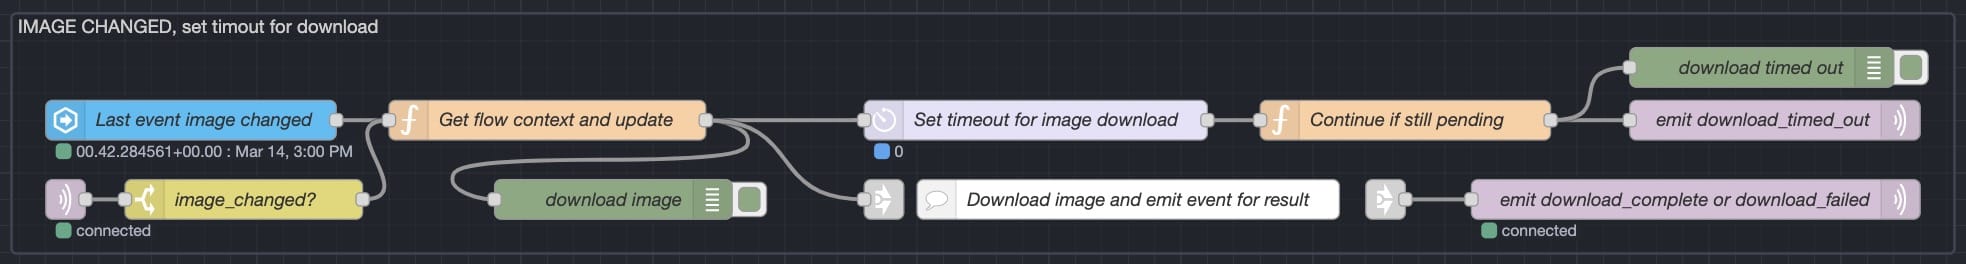 IMAGE CHANGED, set timout for download
download timed out
Last event image changed
Get flow context and update
Set timeout for image download
Continue if still pending
emit download_timed_out
00.42.284561+00.00 : Mar 14, 3:00 PM
0
image_changed?
download image
Download image and emit event for result
emit download_complete or download_failed
connected
connected